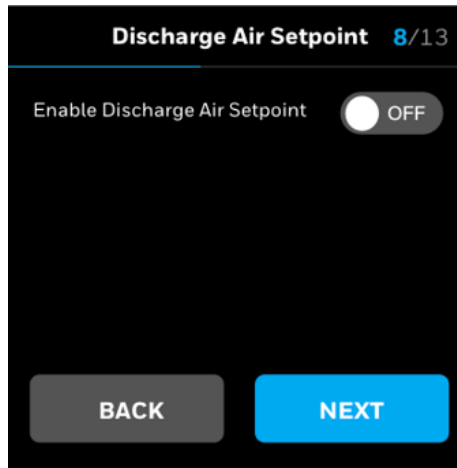 Discharge Air Setpoint 8/13
Enable Discharge Air Setpoint OFF
BACK NEXT